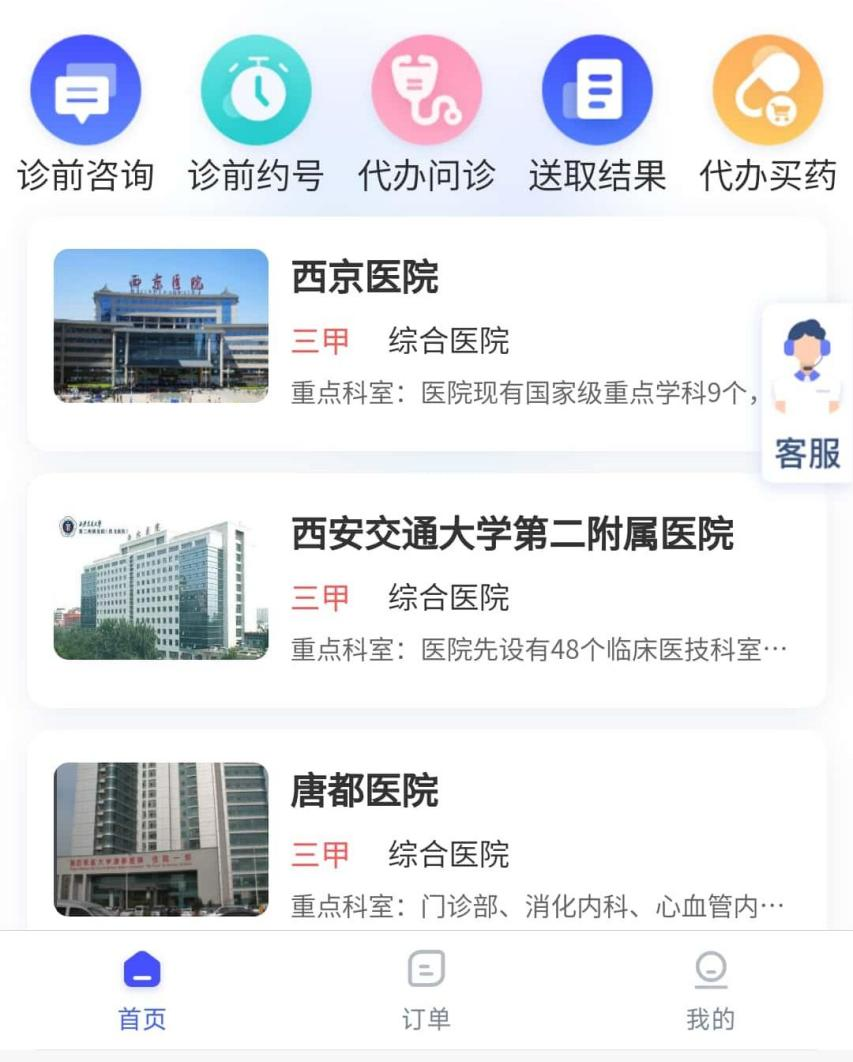 诊前咨询 诊前约号 代办问诊 送取结果 代办买药
西京医院
西京医院
三甲 综合医院
重点科室：医院现有国家级重点学科9个，
客服
西安交通大学第二附属医院
三甲 综合医院
重点科室：医院先设有48个临床医技科室…
唐都医院
三甲 综合医院
重点科室：门诊部、消化内科、心血管内…
首页 订单 我的